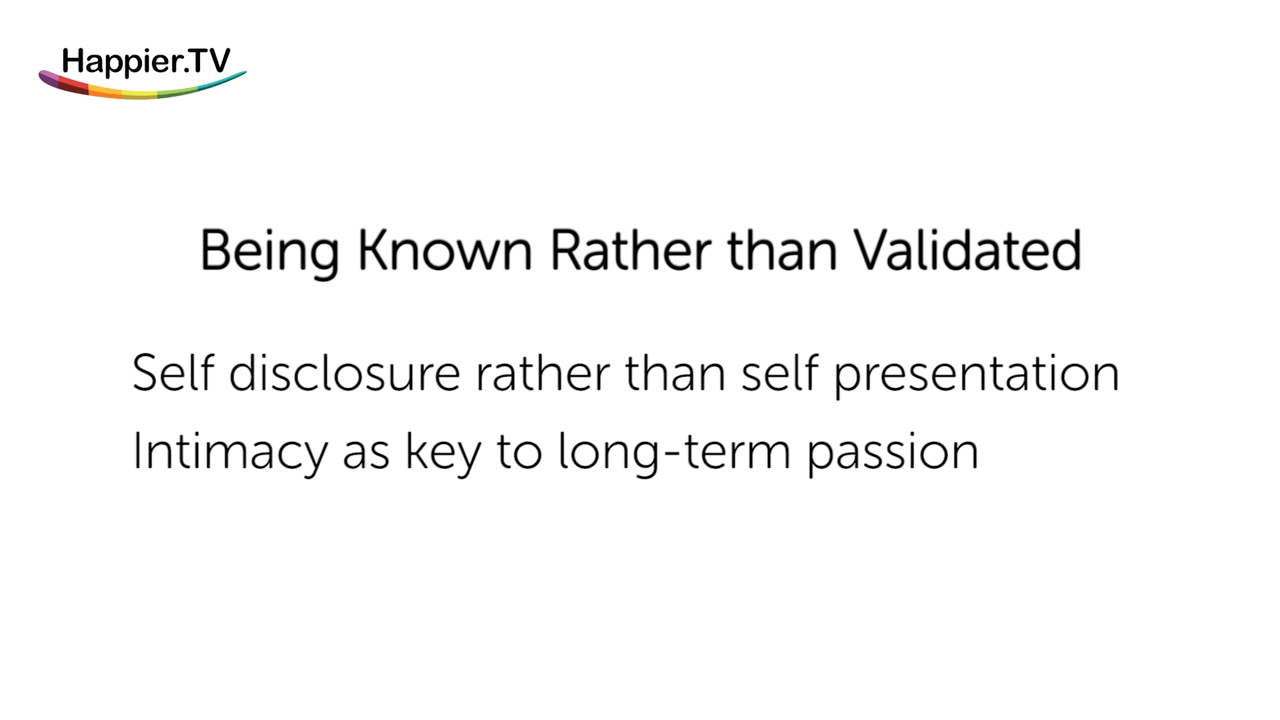 Happier.TV
Being Known Rather than Validated
Self disclosure rather than self presentation
Intimacy as key to long-term passion